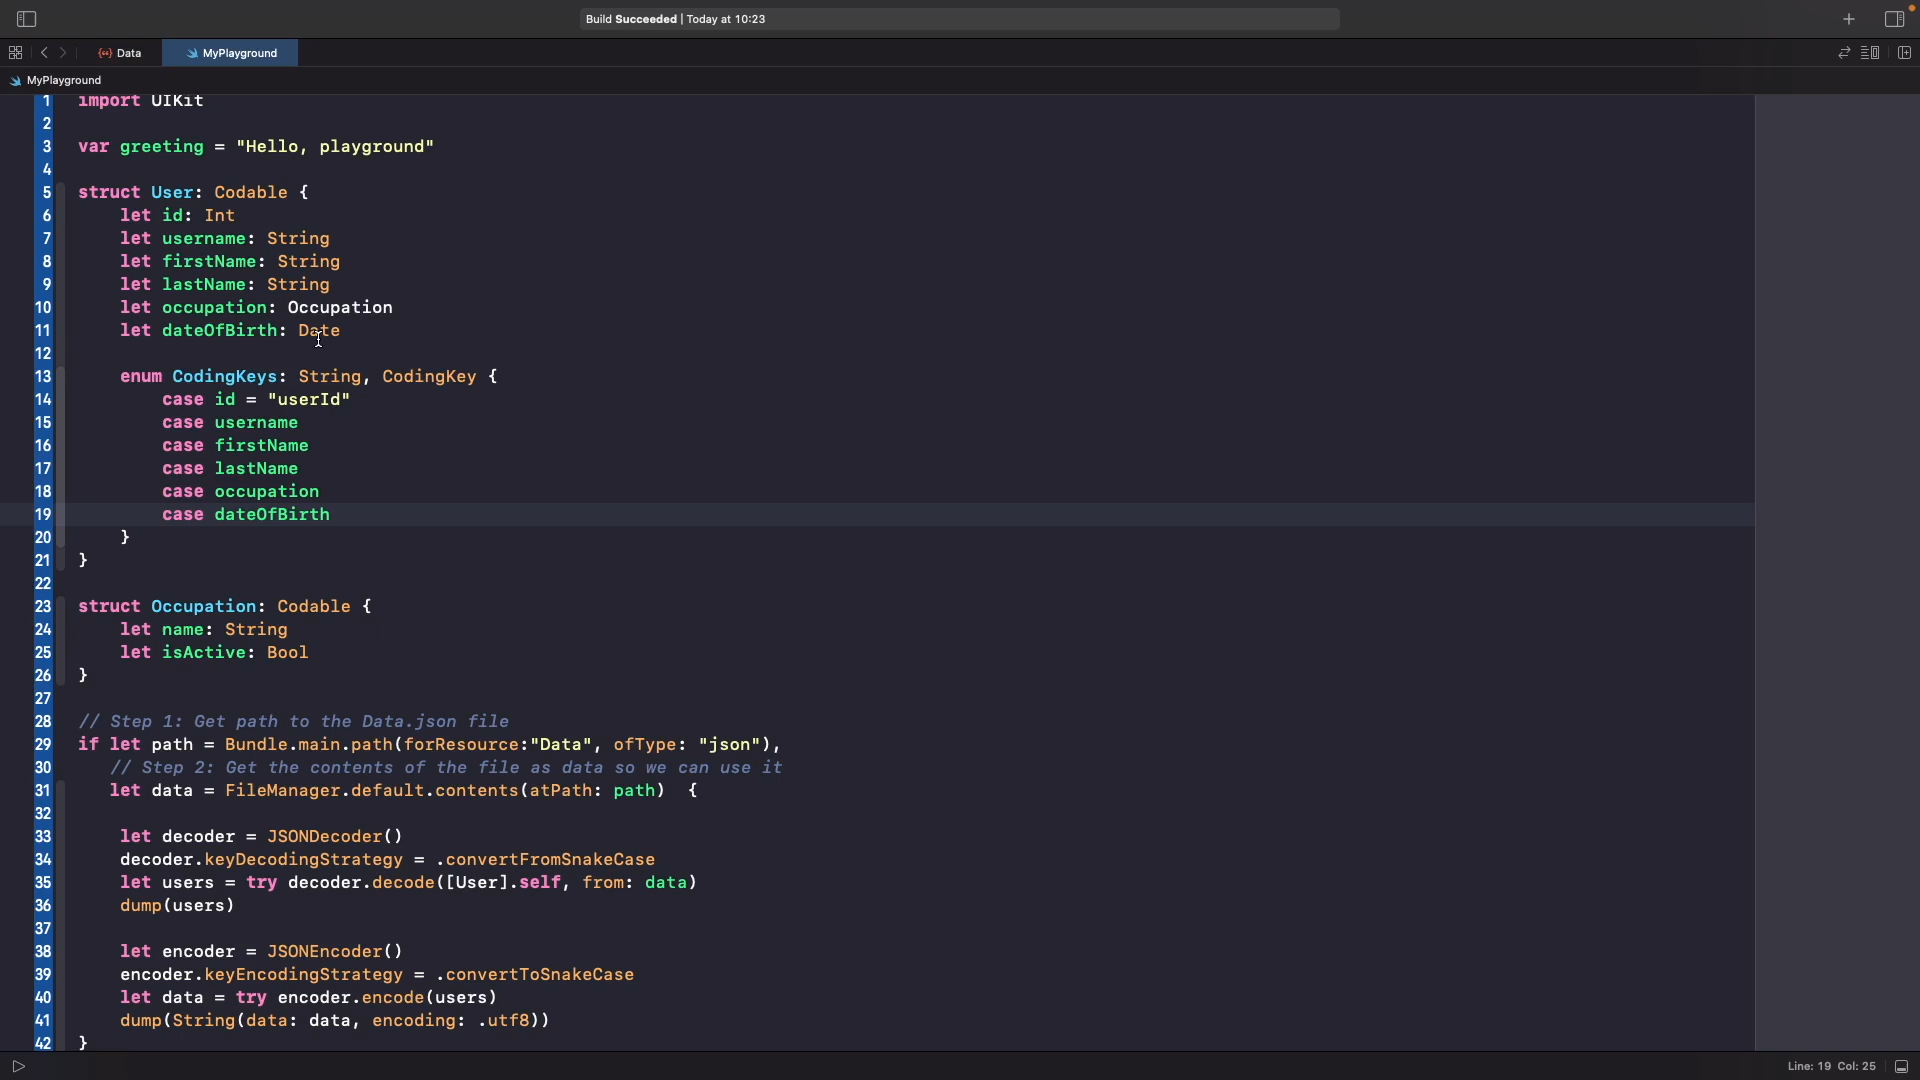 Build Succeeded | Today at 10:23
Data
MyPlayground
MyPlayground
1 import UIKit
2
3 var greeting = "Hello, playground"
4
5 struct User: Codable {
6 let id: Int
7 let username: String
8 let firstName: String
9 let lastName: String
10 let occupation: Occupation
11 let dateOfBirth: Date
12
13 enum CodingKeys: String, CodingKey {
14 case id = "userId"
15 case username
16 case firstName
17 case lastName
18 case occupation
19 case dateOfBirth
20 }
21 }
22
23 struct Occupation: Codable {
24 let name: String
25 let isActive: Bool
26 }
27
28 // Step 1: Get path to the Data.json file
29 if let path = Bundle.main.path(forResource:"Data", ofType: "json"),
30 // Step 2: Get the contents of the file as data so we can use it
31 let data = FileManager.default.contents(atPath: path)  {
32
33 let decoder = JSONDecoder()
34 decoder.keyDecodingStrategy = .convertFromSnakeCase
35 let users = try decoder.decode([User].self, from: data)
36 dump(users)
37
38 let encoder = JSONEncoder()
39 encoder.keyEncodingStrategy = .convertToSnakeCase
40 let data = try encoder.encode(users)
41 dump(String(data: data, encoding: .utf8))
42 }
Line: 19 Col: 25